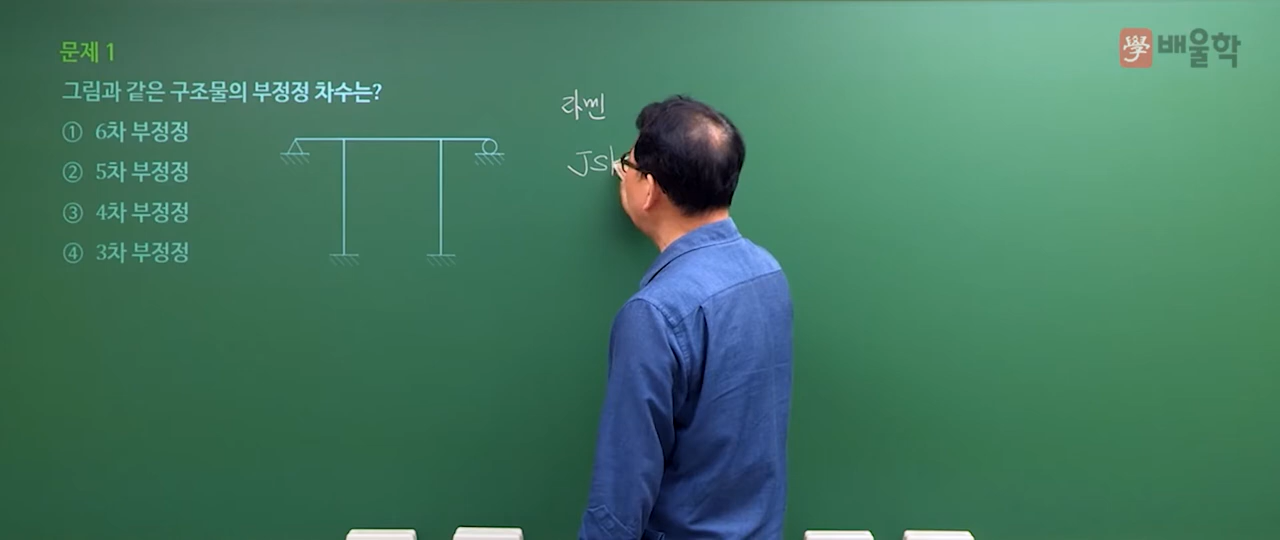 學 배울학
문제 1
그림과 같은 구조물의 부정정 차수는?
① 6차 부정정
② 5차 부정정
③ 4차 부정정
④ 3차 부정정
라멘
JS